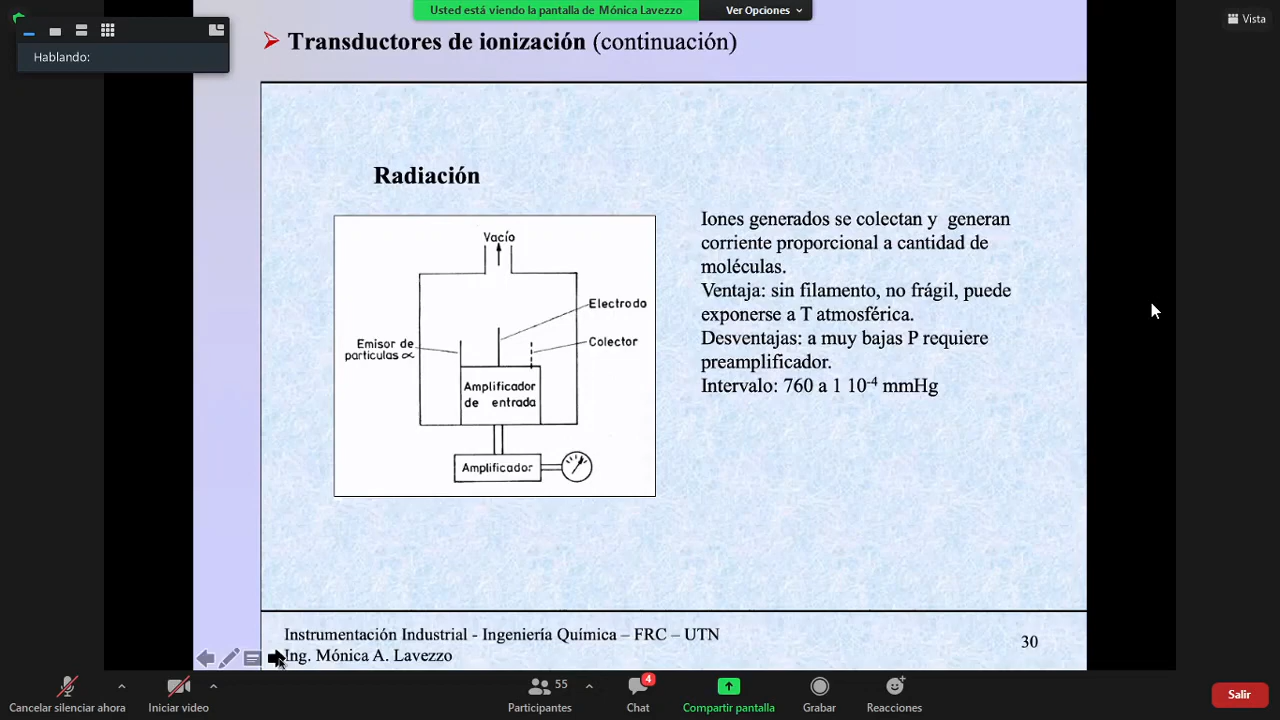 Usted está viendo la pantalla de Mónica Lavezzo
Ver Opciones
Vista
Hablando:
Transductores de ionización (continuación)
Radiación
Vacío
Electrodo
Emisor de
partículas α
Colector
Amplificador
de entrada
Amplificador
Iones generados se colectan y generan
corriente proporcional a cantidad de
moléculas.
Ventaja: sin filamento, no frágil, puede
exponerse a T atmosférica.
Desventajas: a muy bajas P requiere
preamplificador.
Intervalo: 760 a 1 10⁻⁴ mmHg
Instrumentación Industrial - Ingeniería Química – FRC – UTN
Ing. Mónica A. Lavezzo
30
Cancelar silenciar ahora
Iniciar video
55
Participantes
4
Chat
Compartir pantalla
Grabar
Reacciones
Salir